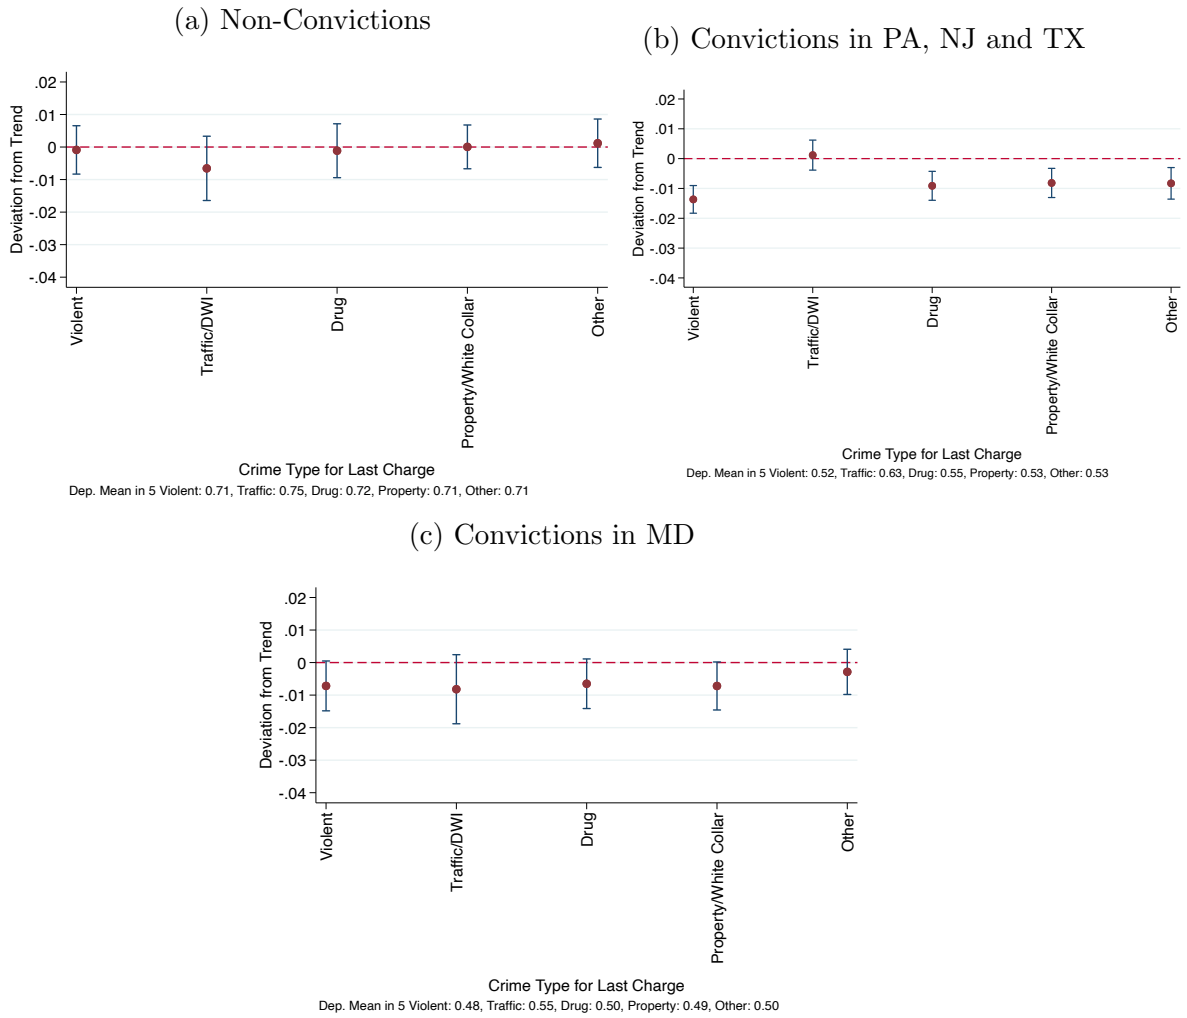 (a) Non-Convictions
Deviation from Trend
.02
.01
0
-.01
-.02
-.03
-.04
Violent
Traffic/DWI
Drug
Property/White Collar
Other
Crime Type for Last Charge
Dep. Mean in 5 Violent: 0.71, Traffic: 0.75, Drug: 0.72, Property: 0.71, Other: 0.71
(b) Convictions in PA, NJ and TX
Deviation from Trend
.02
.01
0
-.01
-.02
-.03
-.04
Violent
Traffic/DWI
Drug
Property/White Collar
Other
Crime Type for Last Charge
Dep. Mean in 5 Violent: 0.52, Traffic: 0.63, Drug: 0.55, Property: 0.53, Other: 0.53
(c) Convictions in MD
Deviation from Trend
.02
.01
0
-.01
-.02
-.03
-.04
Violent
Traffic/DWI
Drug
Property/White Collar
Other
Crime Type for Last Charge
Dep. Mean in 5 Violent: 0.48, Traffic: 0.55, Drug: 0.50, Property: 0.49, Other: 0.50